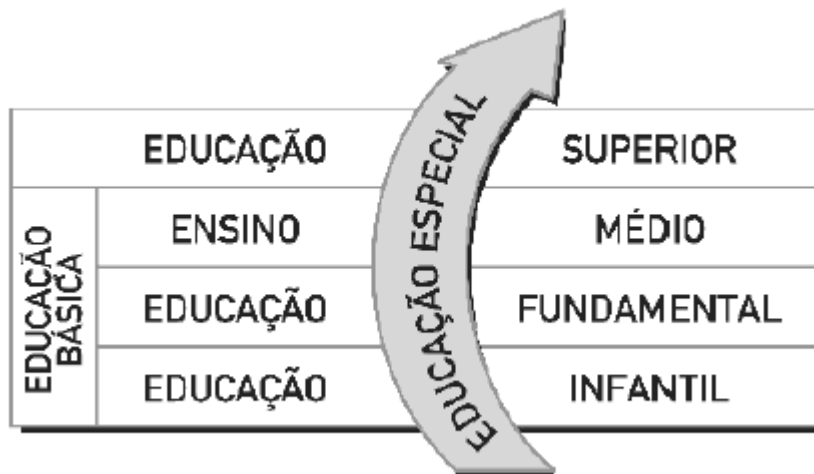 EDUCAÇÃO SUPERIOR
EDUCAÇÃO BÁSICA
ENSINO MÉDIO
EDUCAÇÃO FUNDAMENTAL
EDUCAÇÃO INFANTIL
EDUCAÇÃO ESPECIAL